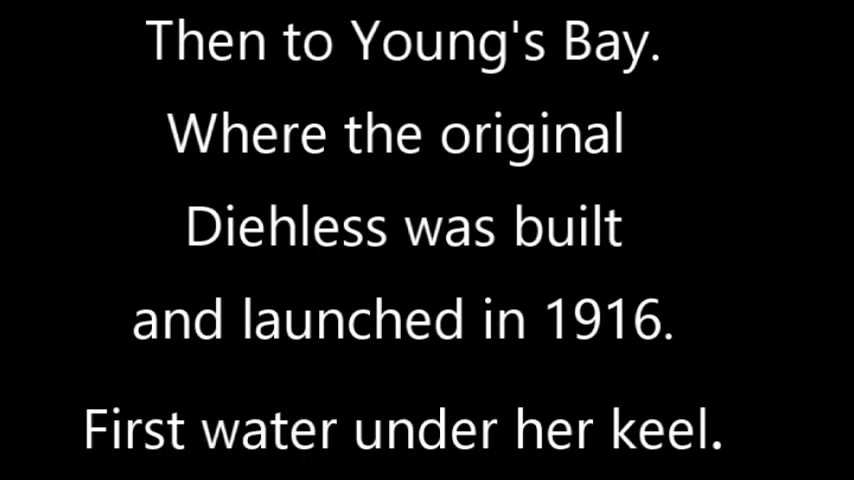 Then to Young's Bay.
Where the original
Diehless was built
and launched in 1916.
First water under her keel.